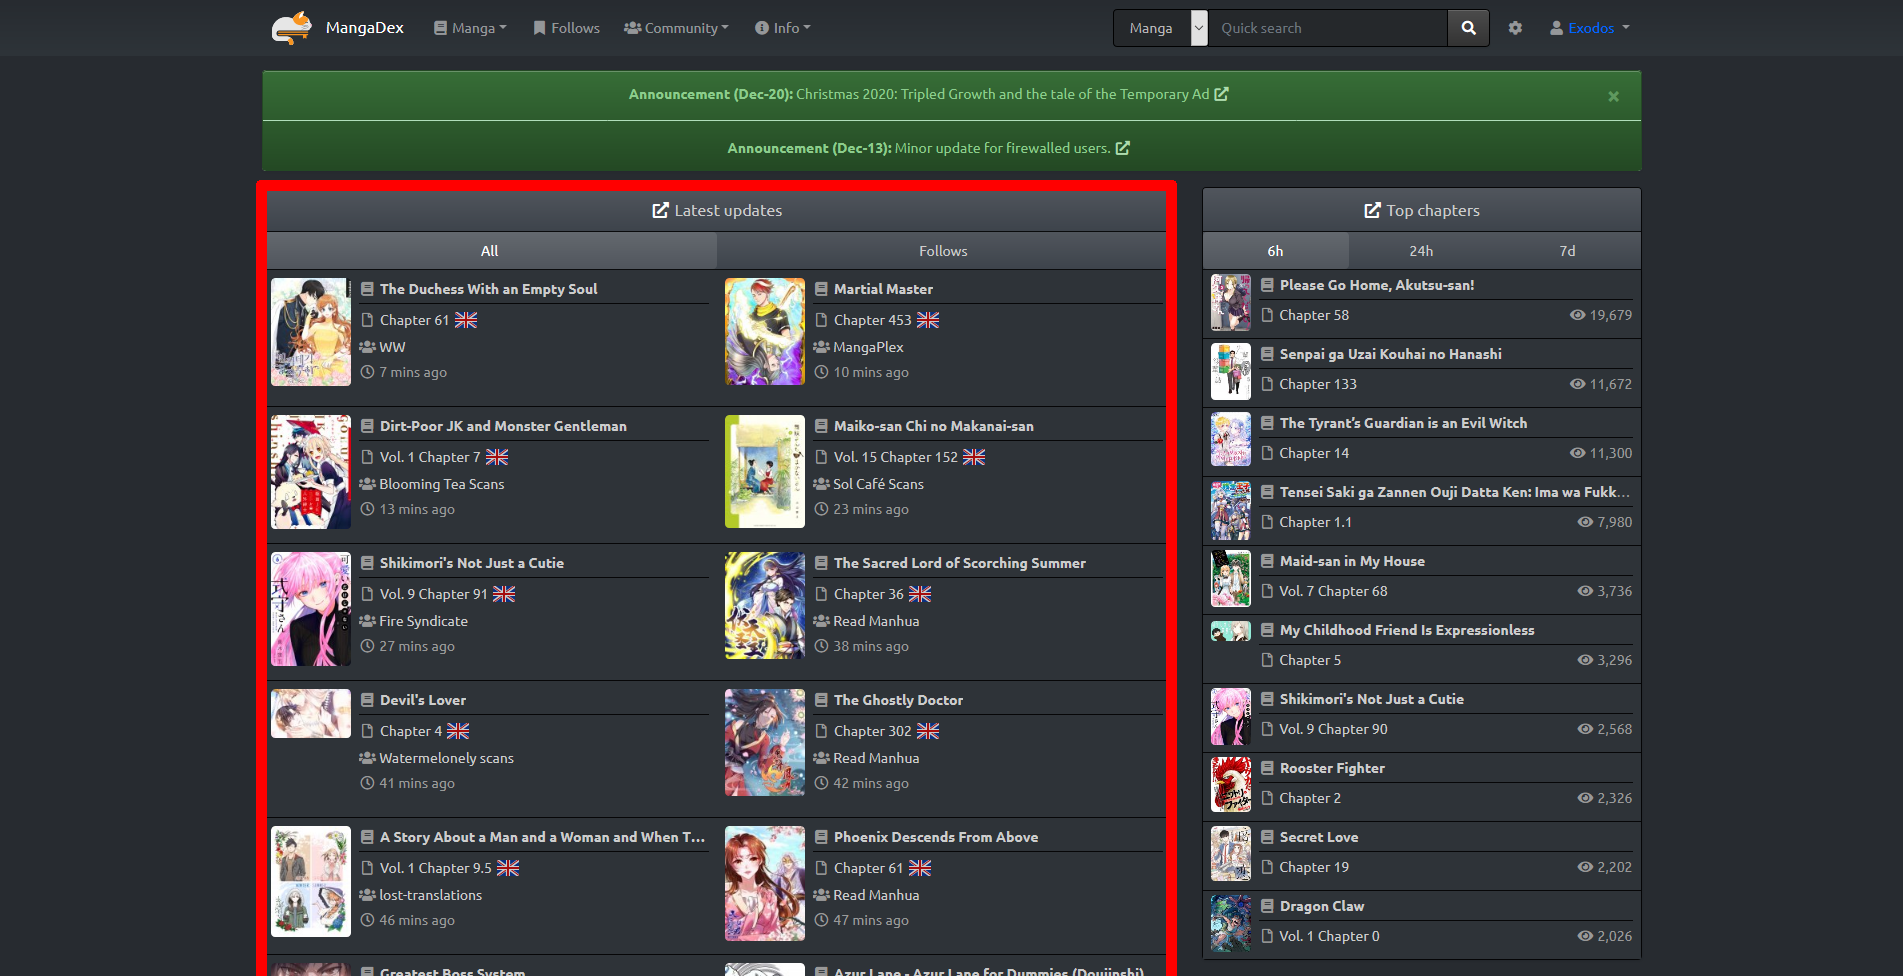 MangaDex
Manga
Follows
Community
Info
Manga
Quick search
Exodos
Announcement (Dec-20): Christmas 2020: Tripled Growth and the tale of the Temporary Ad
×
Announcement (Dec-13): Minor update for firewalled users.
Latest updates
All
Follows
The Duchess With an Empty Soul
Chapter 61
WW
7 mins ago
Martial Master
Chapter 453
MangaPlex
10 mins ago
Dirt-Poor JK and Monster Gentleman
Vol. 1 Chapter 7
Blooming Tea Scans
13 mins ago
Maiko-san Chi no Makanai-san
Vol. 15 Chapter 152
Sol Café Scans
23 mins ago
Shikimori's Not Just a Cutie
Vol. 9 Chapter 91
Fire Syndicate
27 mins ago
The Sacred Lord of Scorching Summer
Chapter 36
Read Manhua
38 mins ago
Devil's Lover
Chapter 4
Watermelonely scans
41 mins ago
The Ghostly Doctor
Chapter 302
Read Manhua
42 mins ago
A Story About a Man and a Woman and When T...
Vol. 1 Chapter 9.5
lost-translations
46 mins ago
Phoenix Descends From Above
Chapter 61
Read Manhua
47 mins ago
Greatest Boss System
Azur Lane - Azur Lane for Dummies (Doujinshi)
Top chapters
6h
24h
7d
Please Go Home, Akutsu-san!
Chapter 58
19,679
Senpai ga Uzai Kouhai no Hanashi
Chapter 133
11,672
The Tyrant’s Guardian is an Evil Witch
Chapter 14
11,300
Tensei Saki ga Zannen Ouji Datta Ken: Ima wa Fukk...
Chapter 1.1
7,980
Maid-san in My House
Vol. 7 Chapter 68
3,736
My Childhood Friend Is Expressionless
Chapter 5
3,296
Shikimori's Not Just a Cutie
Vol. 9 Chapter 90
2,568
Rooster Fighter
Chapter 2
2,326
Secret Love
Chapter 19
2,202
Dragon Claw
Vol. 1 Chapter 0
2,026